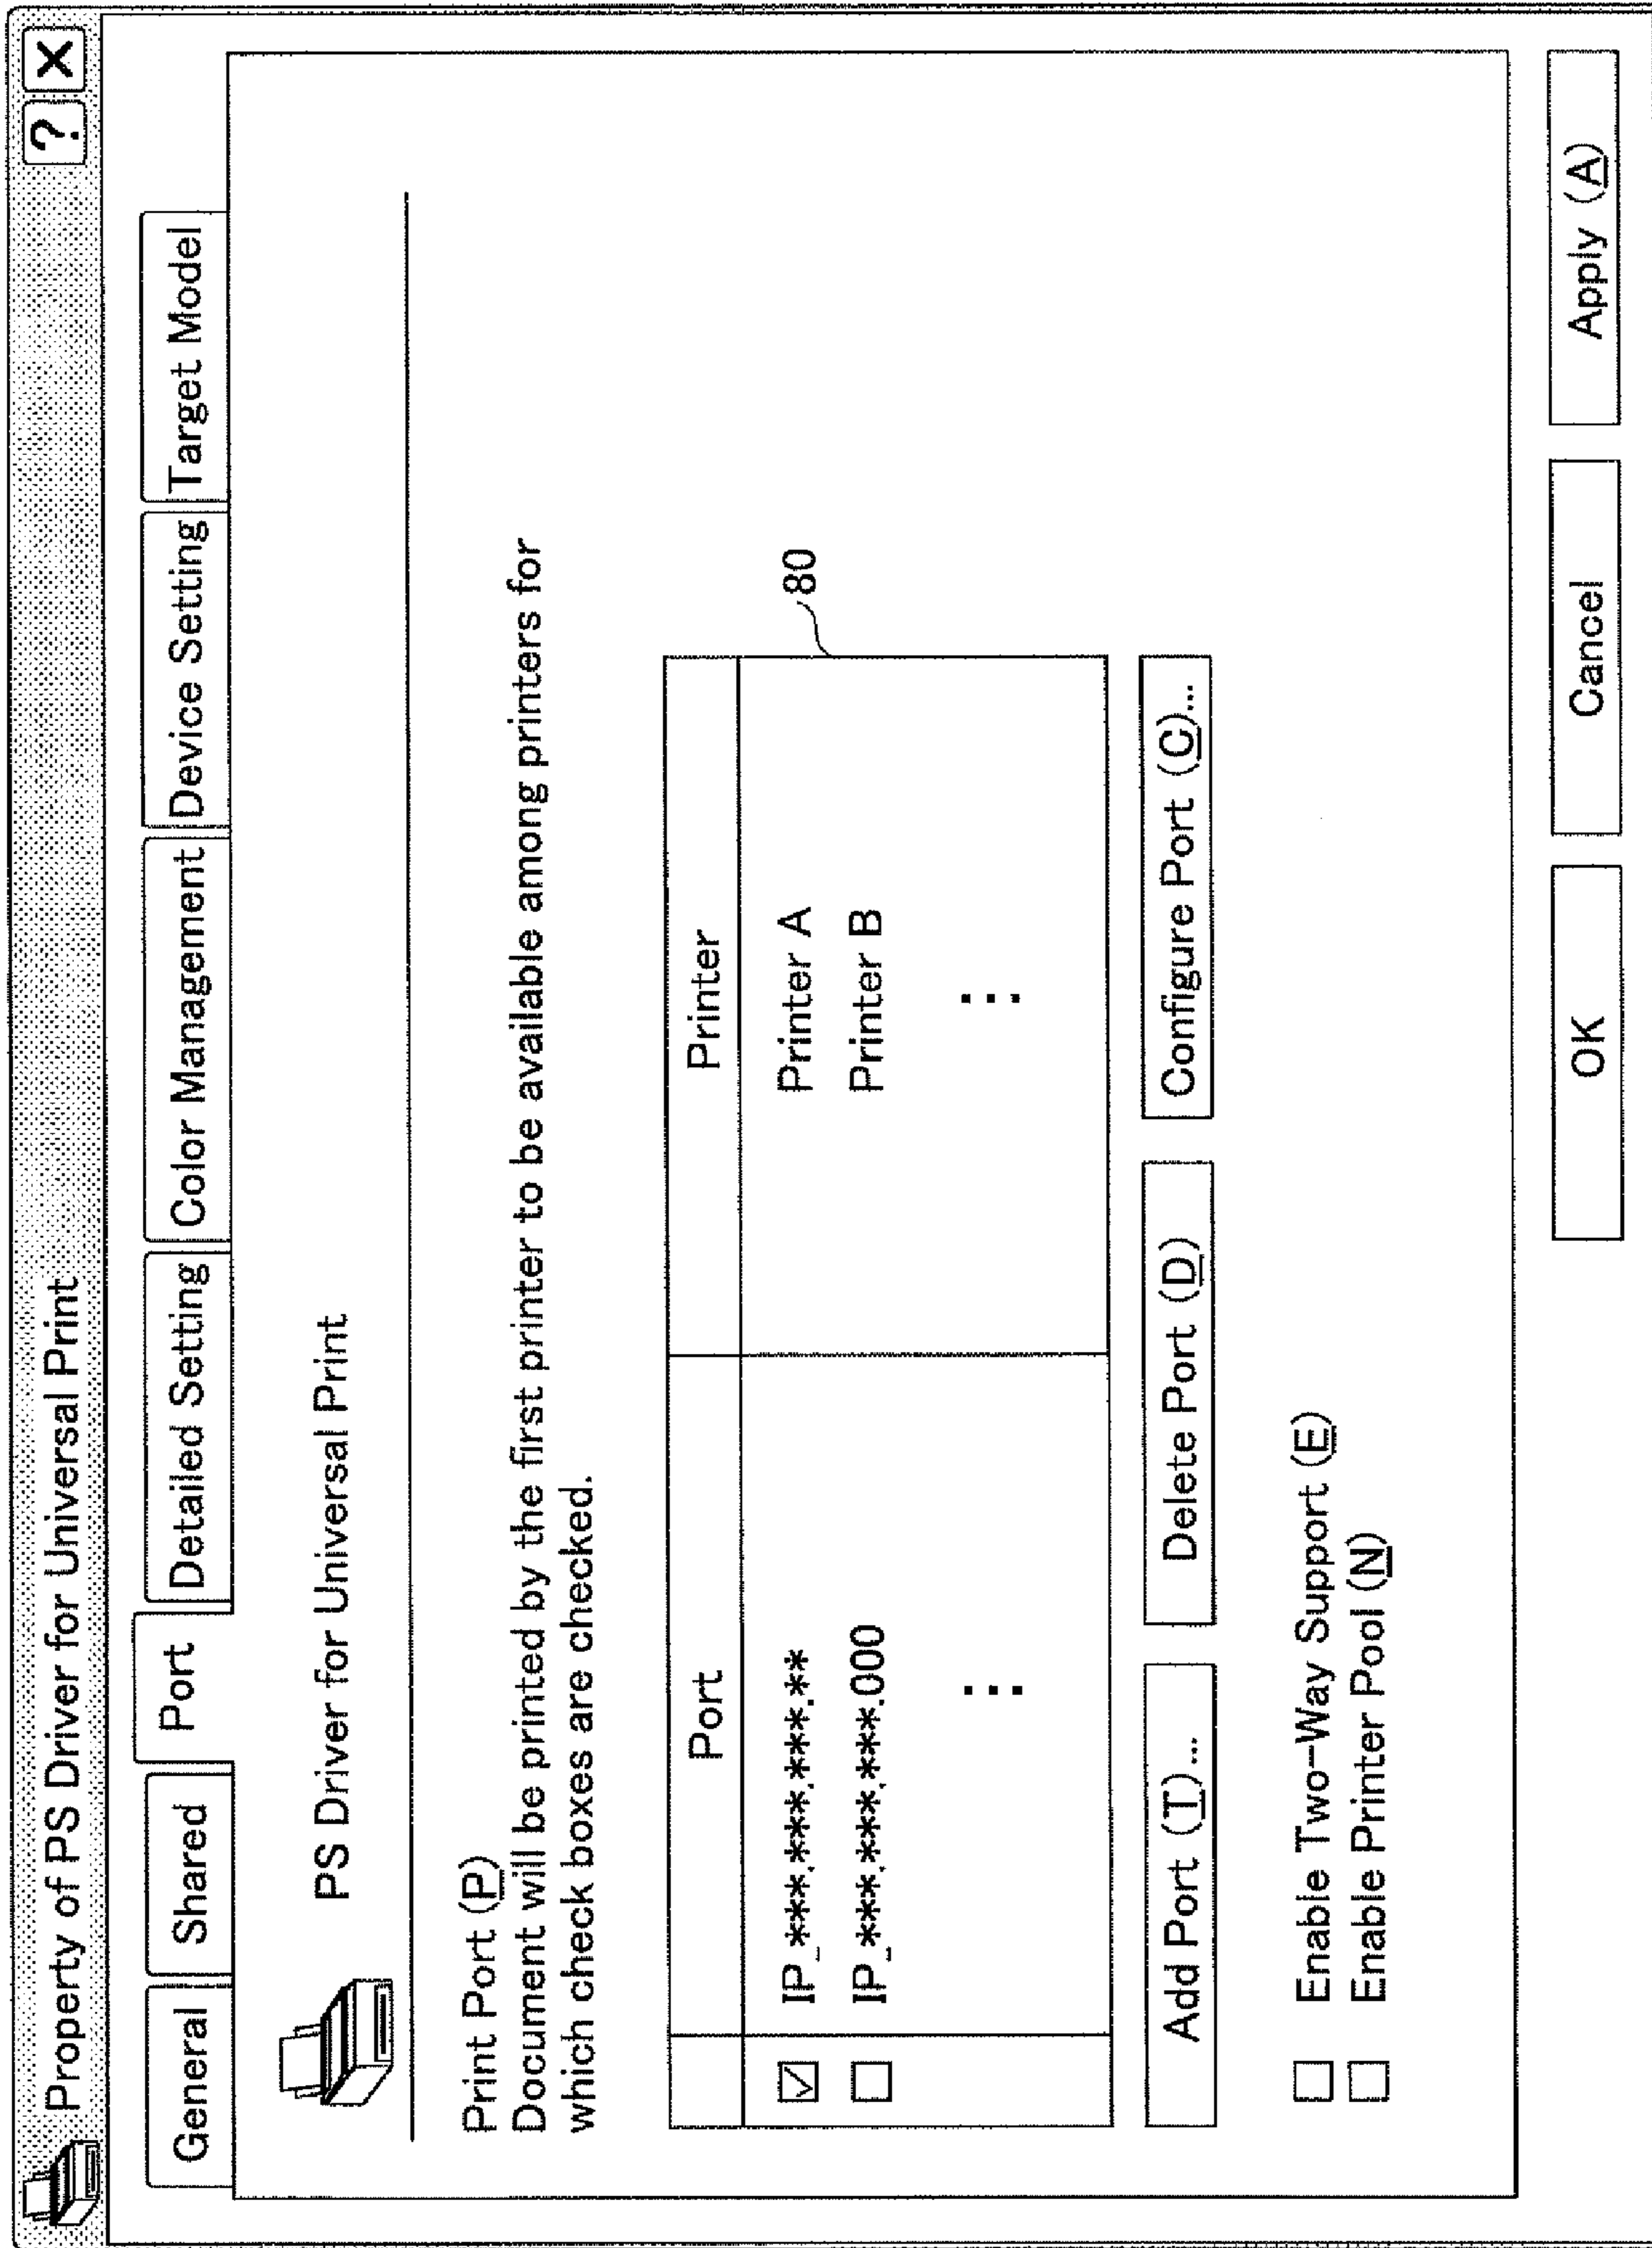 Property of PS Driver for Universal Print ? X
General Shared Port Detailed Setting Color Management Device Setting Target Model
PS Driver for Universal Print
Print Port (P)
Document will be printed by the first printer to be available among printers for
which check boxes are checked.
Port Printer
IP_***.***.***.** Printer A
IP_***.***.***.000 Printer B
... ...
80
Add Port (T)... Delete Port (D) Configure Port (C)...
Enable Two-Way Support (E)
Enable Printer Pool (N)
OK Cancel Apply (A)